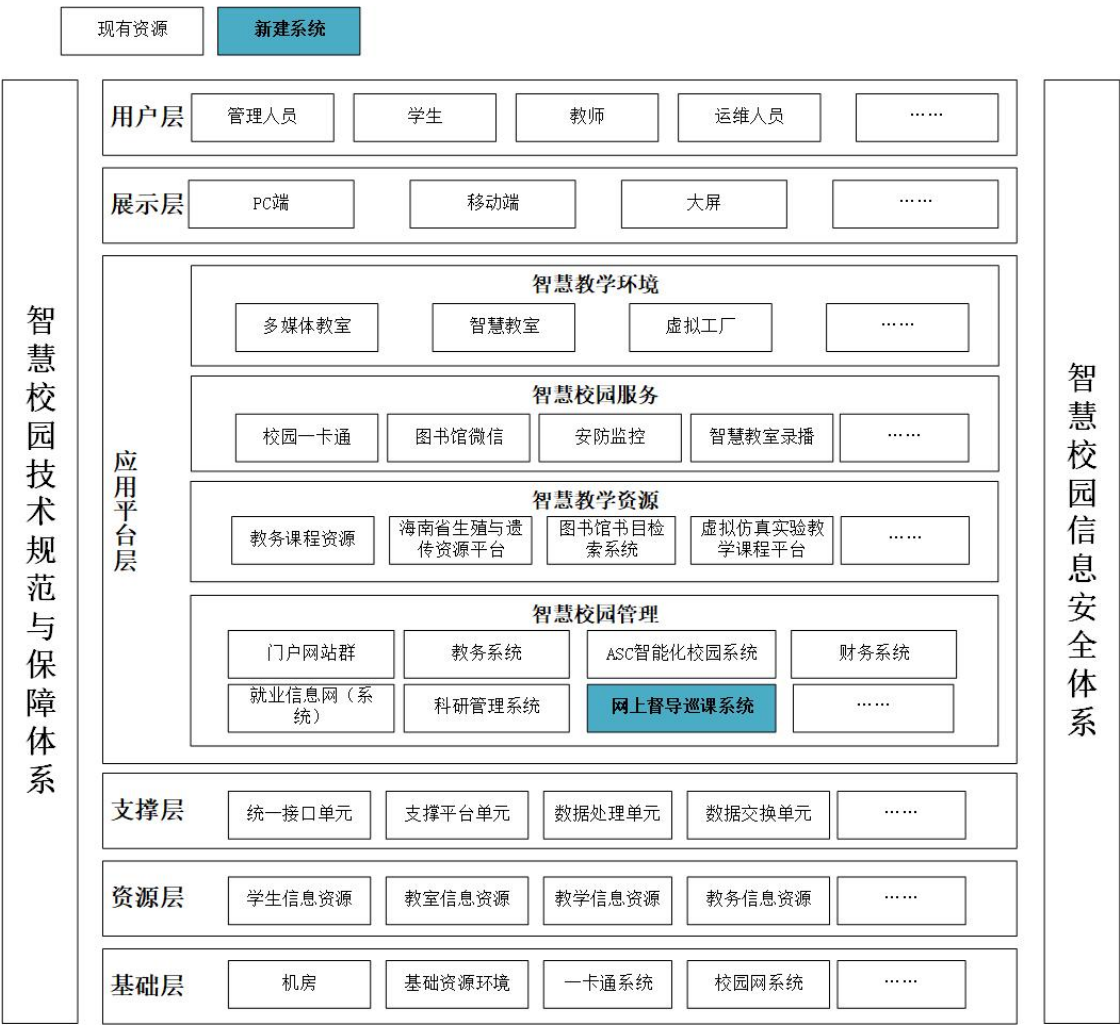 现有资源
新建系统
智慧校园技术规范与保障体系
用户层
管理人员
学生
教师
运维人员
……
展示层
PC端
移动端
大屏
……
应用平台层
智慧教学环境
多媒体教室
智慧教室
虚拟工厂
……
智慧校园服务
校园一卡通
图书馆微信
安防监控
智慧教室录播
……
智慧教学资源
教务课程资源
海南省生殖与遗
传资源平台
图书馆书目检
索系统
虚拟仿真实验教
学课程平台
……
智慧校园管理
门户网站群
教务系统
ASC智能化校园系统
财务系统
就业信息网（系
统）
科研管理系统
网上督导巡课系统
……
支撑层
统一接口单元
支撑平台单元
数据处理单元
数据交换单元
……
资源层
学生信息资源
教室信息资源
教学信息资源
教务信息资源
……
基础层
机房
基础资源环境
一卡通系统
校园网系统
……
智慧校园信息安全体系